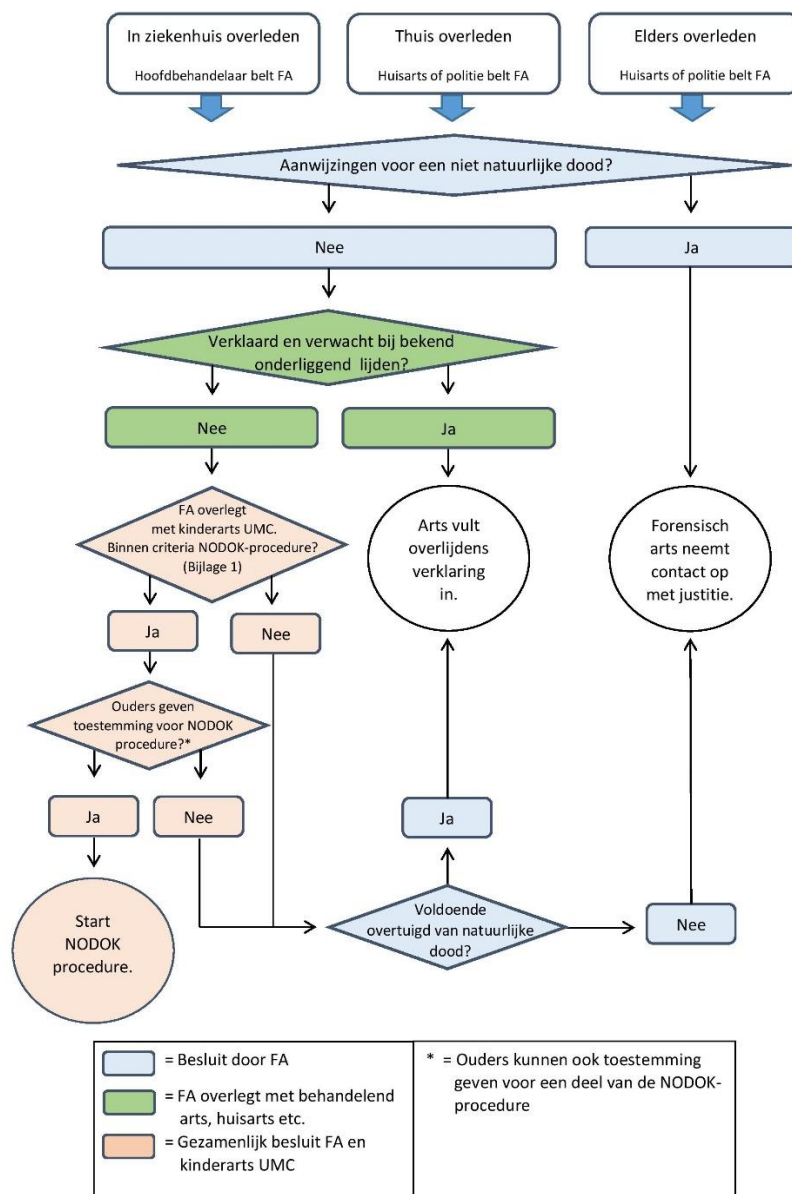 In ziekenhuis overleden
Hoofdbehandelaar belt FA
Thuis overleden
Huisarts of politie belt FA
Elders overleden
Huisarts of politie belt FA
Aanwijzingen voor een niet natuurlijke dood?
Nee
Ja
Verklaard en verwacht bij bekend
onderliggend lijden?
Nee
Ja
FA overlegt
met kinderarts UMC.
Binnen criteria NODOK-procedure?
(Bijlage 1)
Arts vult
overlijdens
verklaring
in.
Forensisch
arts neemt
contact op
met justitie.
Ja
Nee
Ouders geven
toestemming voor NODOK
procedure?*
Ja
Nee
Ja
Start
NODOK
procedure.
Voldoende
overtuigd van natuurlijke
dood?
Nee
= Besluit door FA
= FA overlegt met behandelend
arts, huisarts etc.
= Gezamenlijk besluit FA en
kinderarts UMC
* = Ouders kunnen ook toestemming
geven voor een deel van de NODOK-
procedure